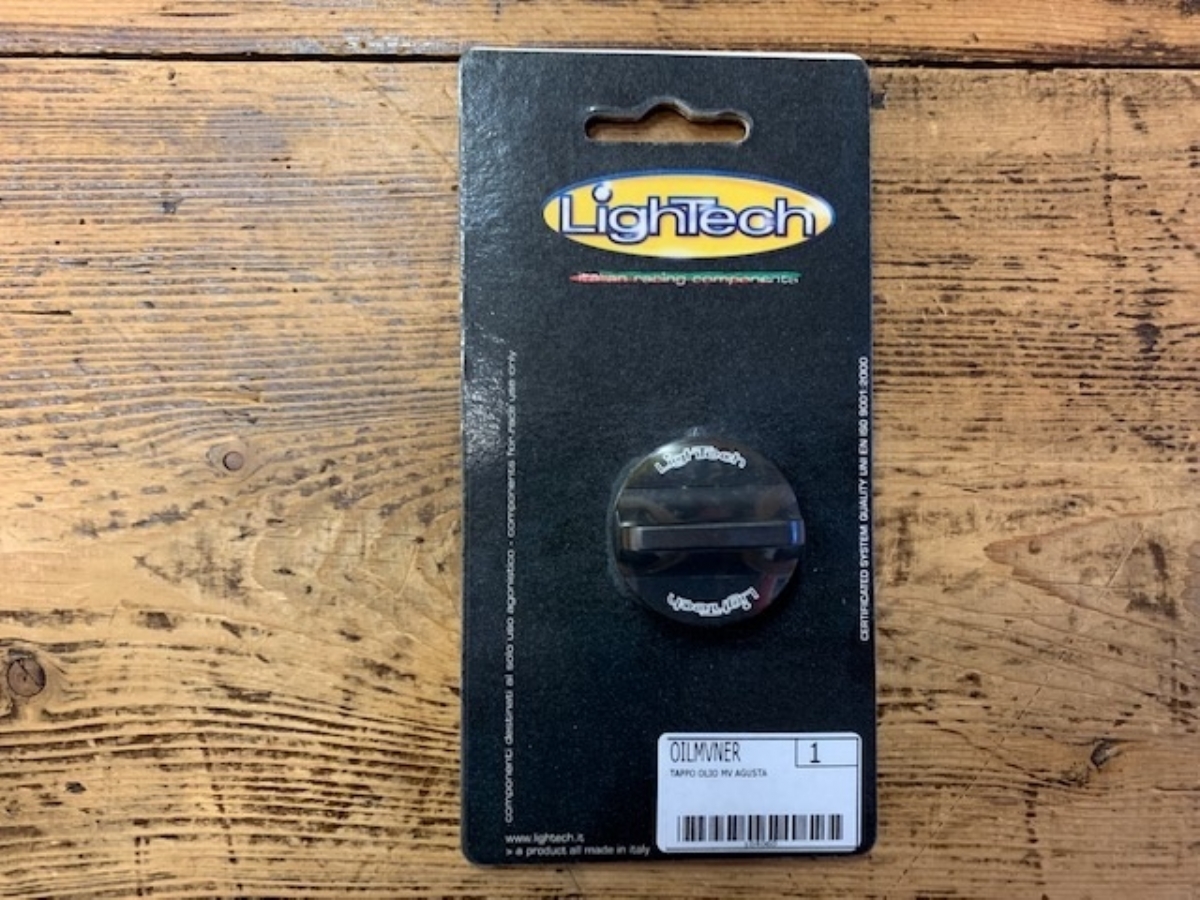 LighTech
italian racing components
componenti destinati al solo uso agonistico - components for race use only
CERTIFICATED SYSTEM QUALITY UNI EN ISO 9001:2000
LighTech
LighTech
OILMVNER
1
TAPPO OLIO MV AGUSTA
www.lightech.it
> a product all made in italy